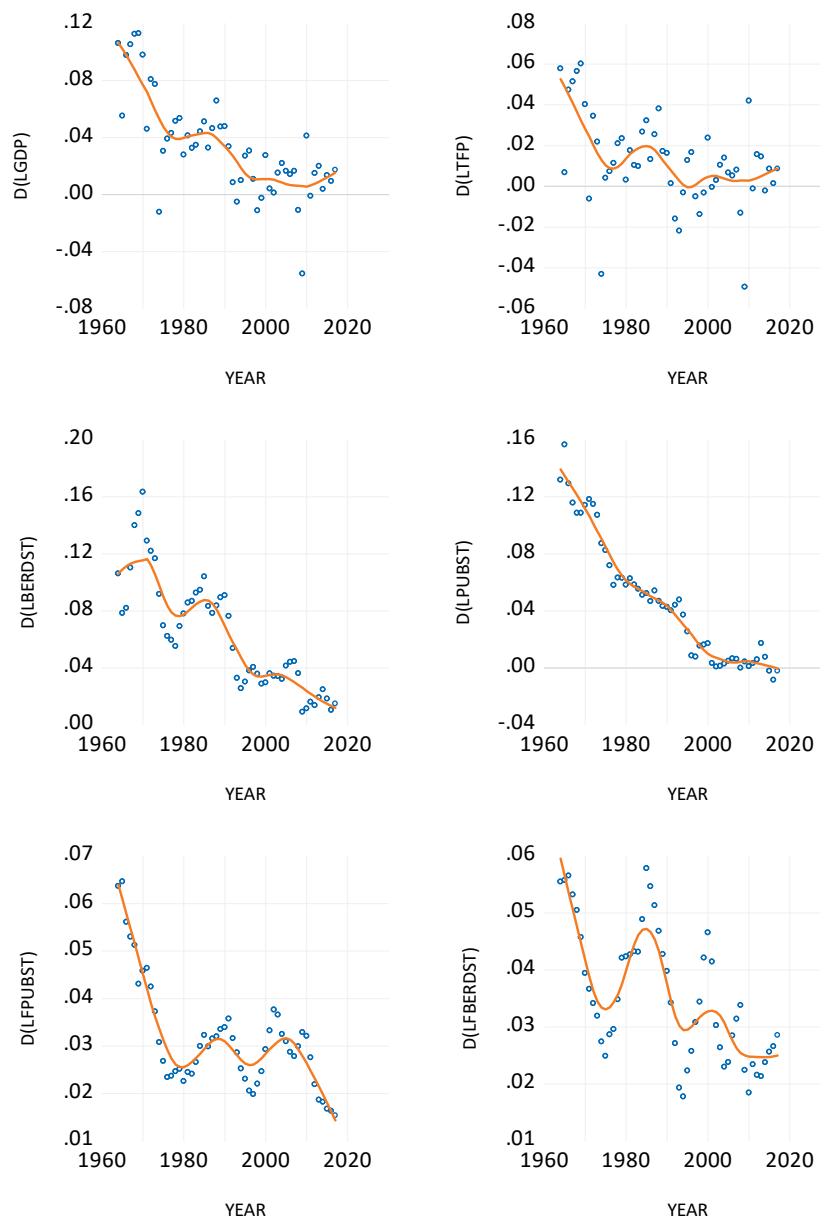 .12
.08
.04
.00
-.04
-.08
D(LGDP)
1960 1980 2000 2020
YEAR
.08
.06
.04
.02
.00
-.02
-.04
-.06
D(LTFP)
1960 1980 2000 2020
YEAR
.20
.16
.12
.08
.04
.00
D(LBERDST)
1960 1980 2000 2020
YEAR
.16
.12
.08
.04
.00
-.04
D(LPUBST)
1960 1980 2000 2020
YEAR
.07
.06
.05
.04
.03
.02
.01
D(LFPUBST)
1960 1980 2000 2020
YEAR
.06
.05
.04
.03
.02
.01
D(LFBERDST)
1960 1980 2000 2020
YEAR